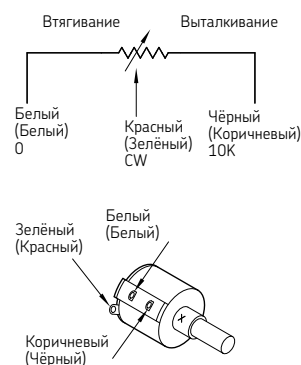 Втягивание Выталкивание
Белый
(Белый)
0
Красный
(Зелёный)
CW
Чёрный
(Коричневый)
10K
Белый
(Белый)
Зелёный
(Красный)
Коричневый
(Чёрный)